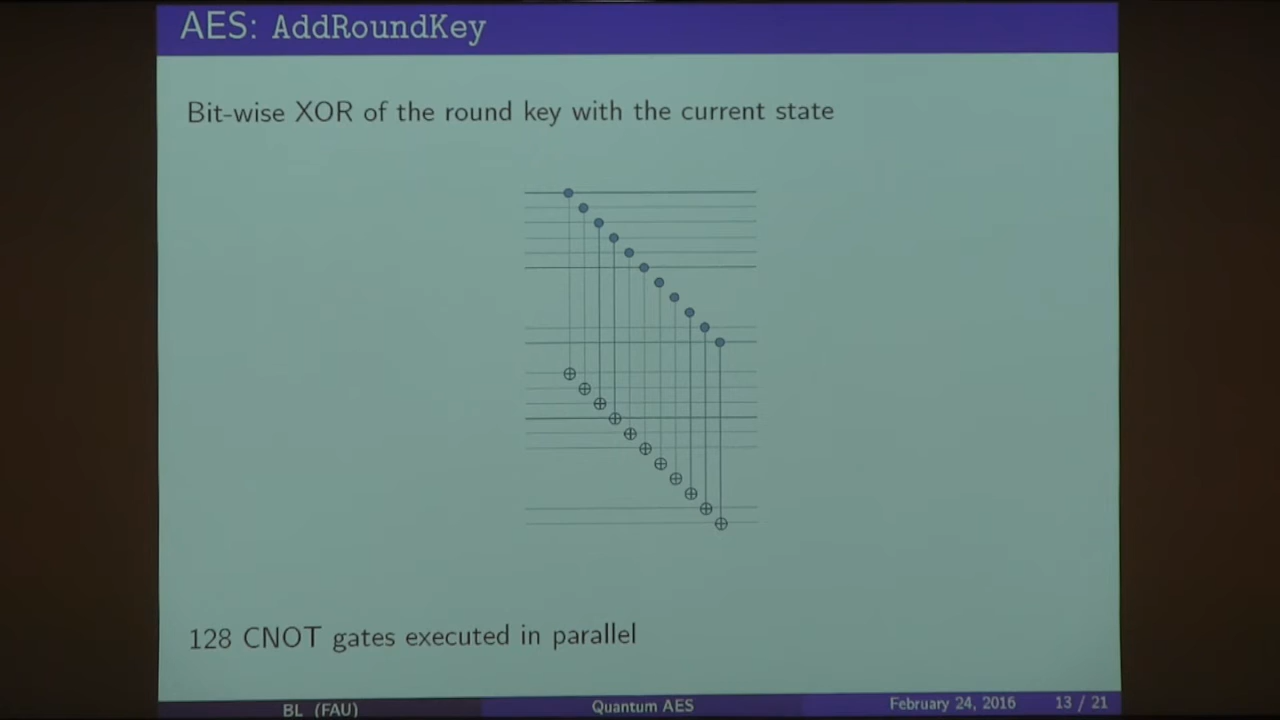 AES: AddRoundKey
Bit-wise XOR of the round key with the current state
128 CNOT gates executed in parallel
BL (FAU)
Quantum AES
February 24, 2016
13 / 21